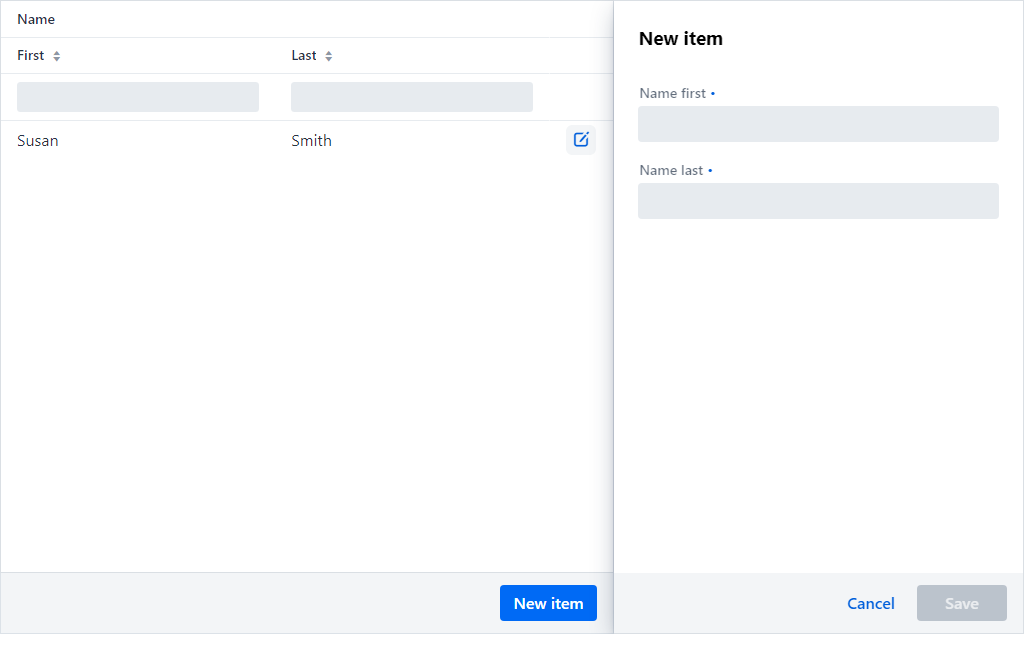 Name
First Last
Susan Smith
New item
New item
Name first •
Name last •
Cancel Save